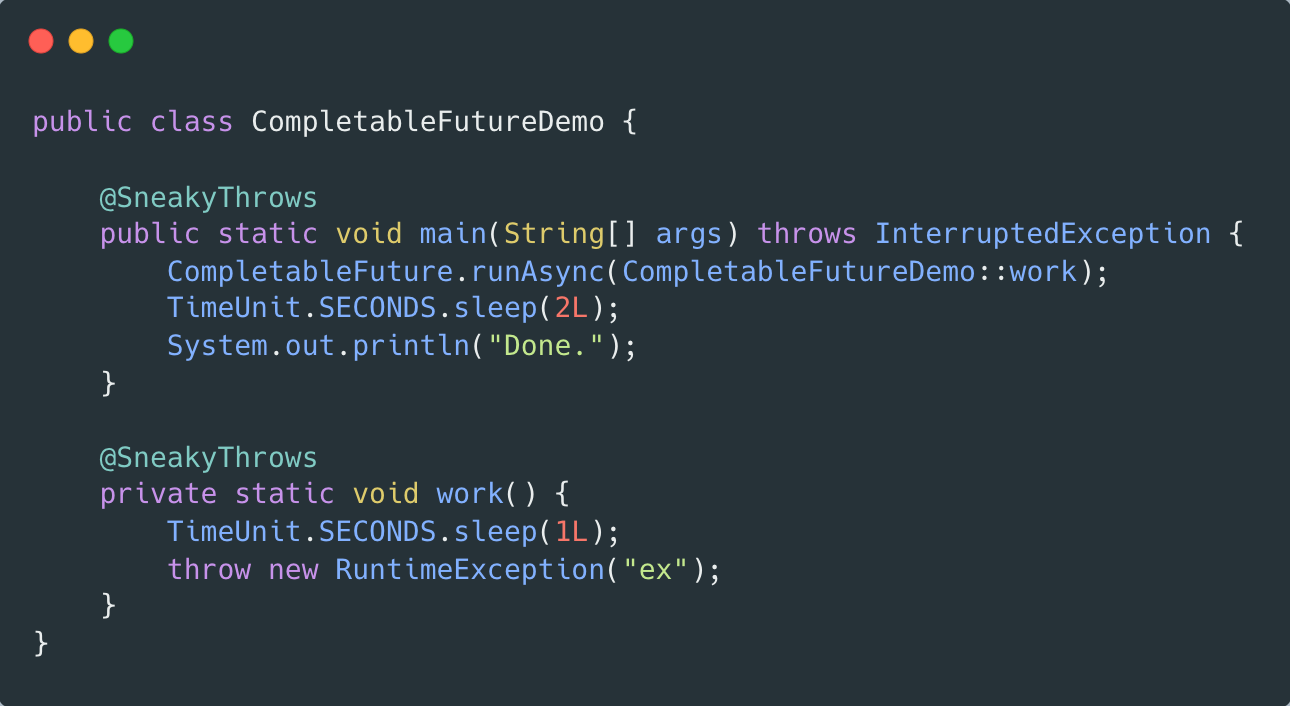 public class CompletableFutureDemo {
@SneakyThrows
public static void main(String[] args) throws InterruptedException {
CompletableFuture.runAsync(CompletableFutureDemo::work);
TimeUnit.SECONDS.sleep(2L);
System.out.println("Done.");
}
@SneakyThrows
private static void work() {
TimeUnit.SECONDS.sleep(1L);
throw new RuntimeException("ex");
}
}